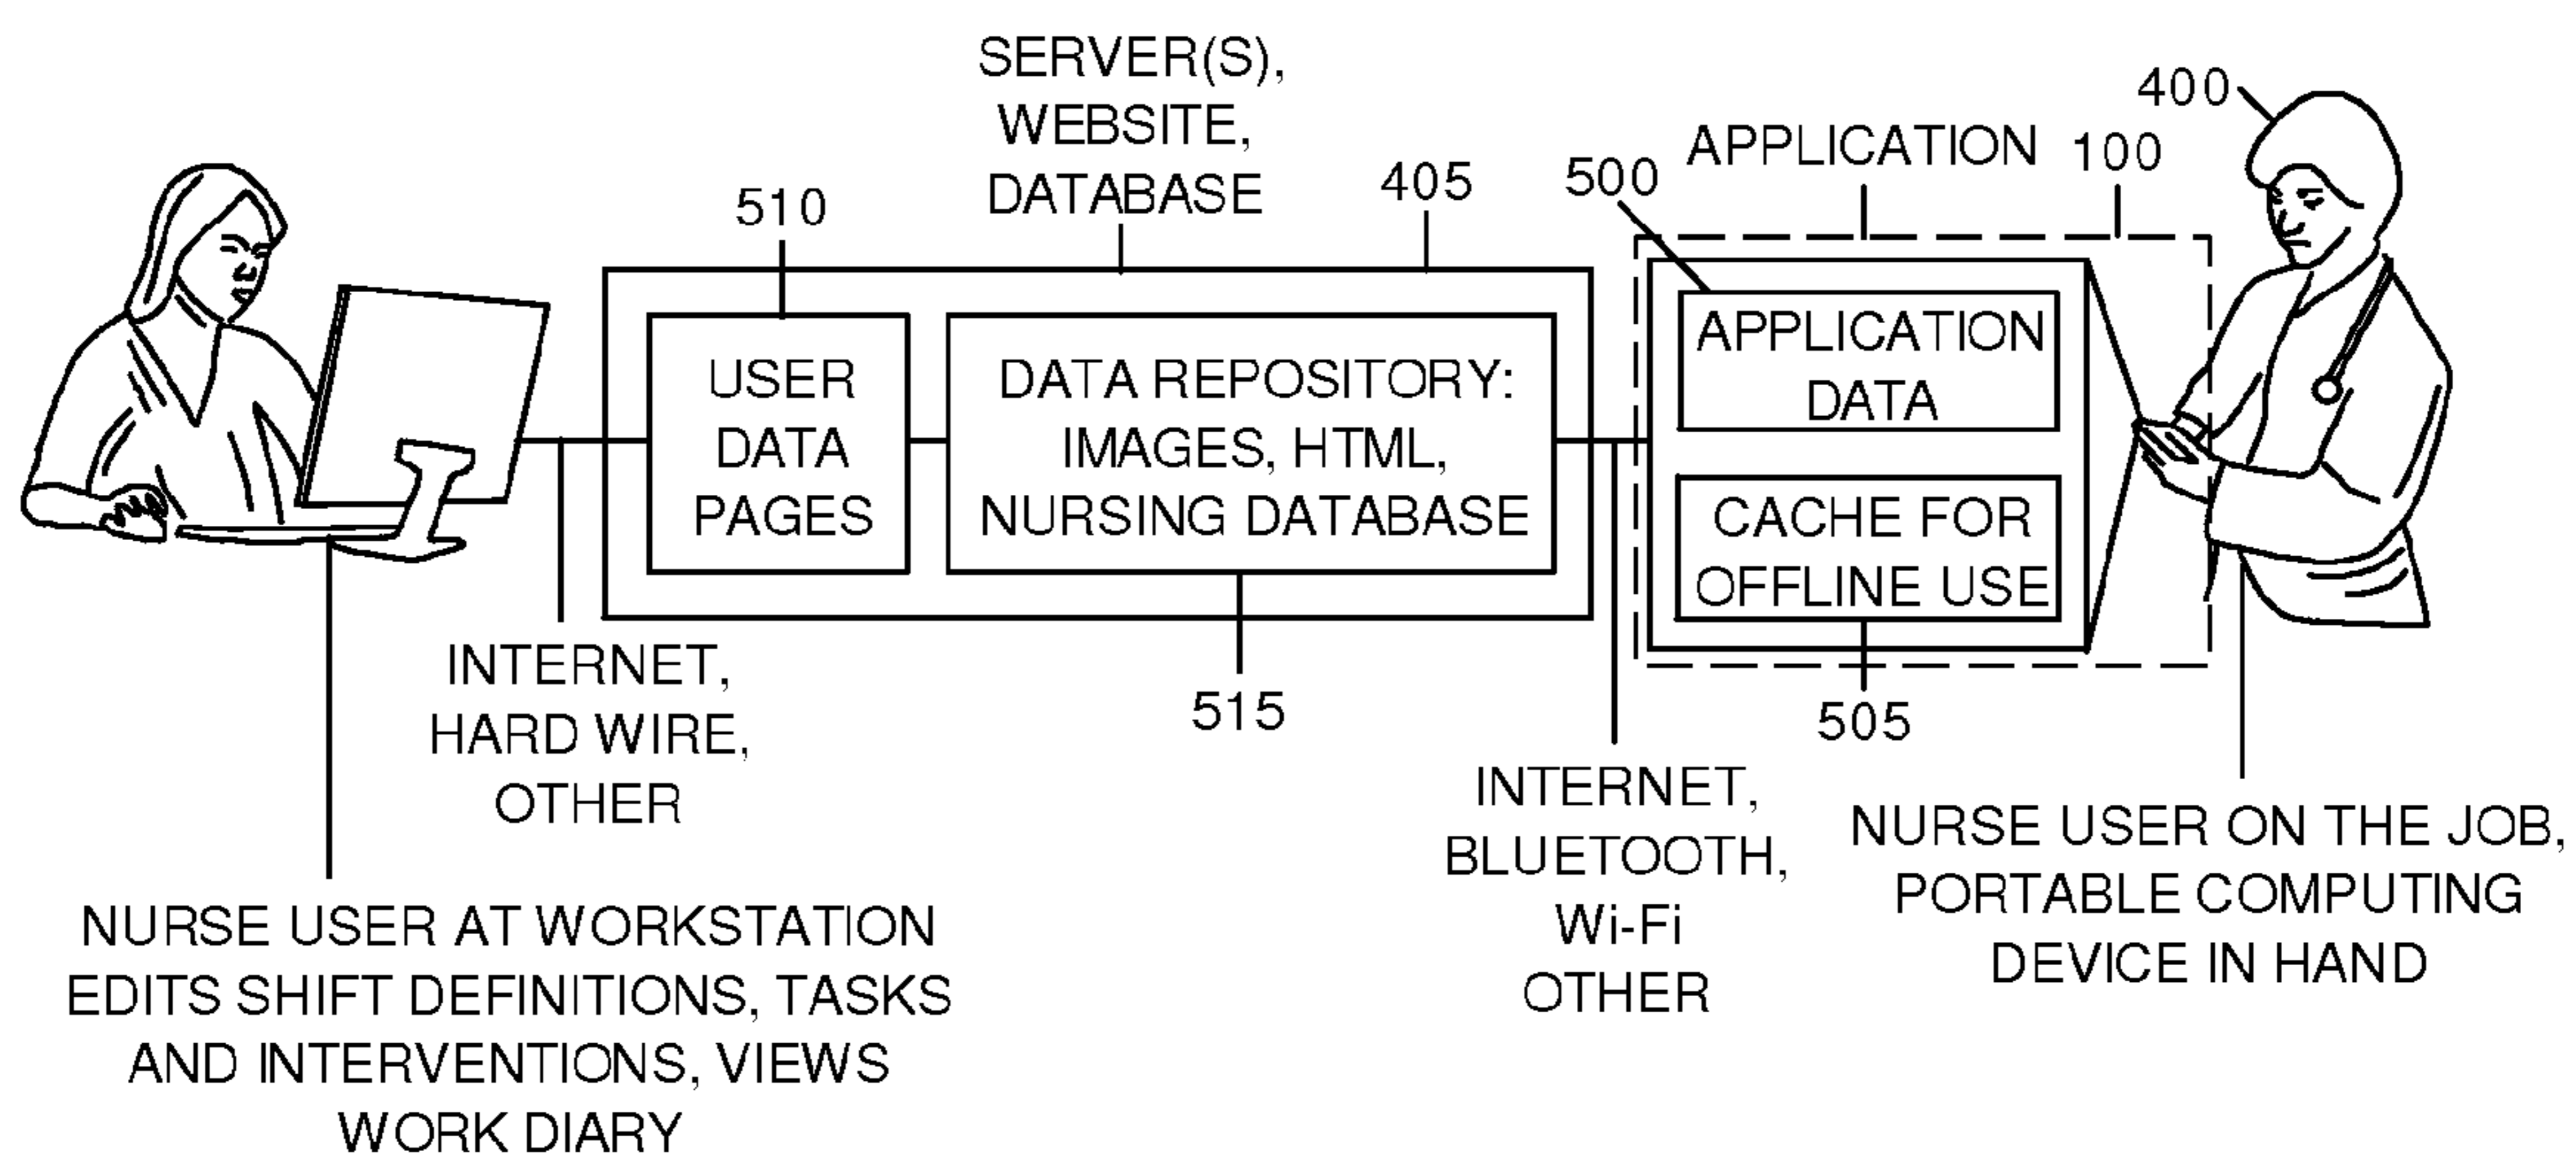 SERVER(S),
WEBSITE,
DATABASE
510
405
500
APPLICATION
100
400
USER
DATA
PAGES
DATA REPOSITORY:
IMAGES, HTML,
NURSING DATABASE
APPLICATION
DATA
CACHE FOR
OFFLINE USE
515
505
INTERNET,
HARD WIRE,
OTHER
INTERNET,
BLUETOOTH,
Wi-Fi
OTHER
NURSE USER AT WORKSTATION
EDITS SHIFT DEFINITIONS, TASKS
AND INTERVENTIONS, VIEWS
WORK DIARY
NURSE USER ON THE JOB,
PORTABLE COMPUTING
DEVICE IN HAND